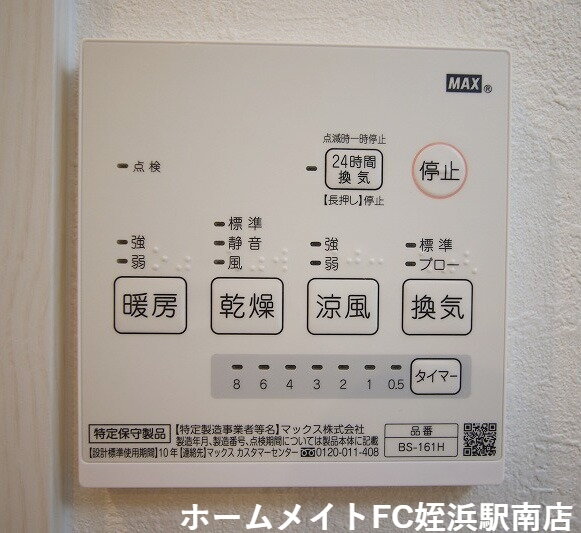 MAX®
点滅時一時停止
点検
24時間
換気
停止
【長押し】停止
標準
強
静音
強
標準
弱
風
弱
ブロー
暖房
乾燥
涼風
換気
8 6 4 3 2 1 0.5
タイマー
特定保守製品
【特定製造事業者等名】マックス株式会社
製造年月、製造番号、点検期間については製品本体に記載
【設計標準使用期間】10年【連絡先】マックス カスタマーセンター 0120-011-408
品番
BS-161H
ホームメイトFC姪浜駅南店